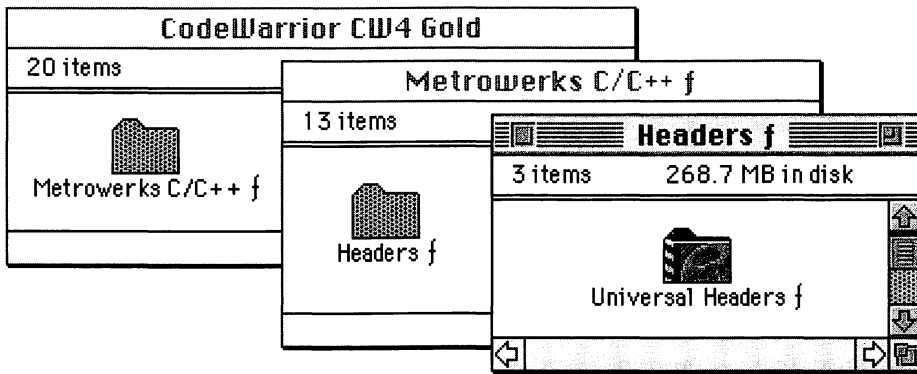 CodeWarrior CW4 Gold
20 items
Metrowerks C/C++ ƒ
Metrowerks C/C++ ƒ
13 items
Headers ƒ
Headers ƒ
3 items 268.7 MB in disk
Universal Headers ƒ